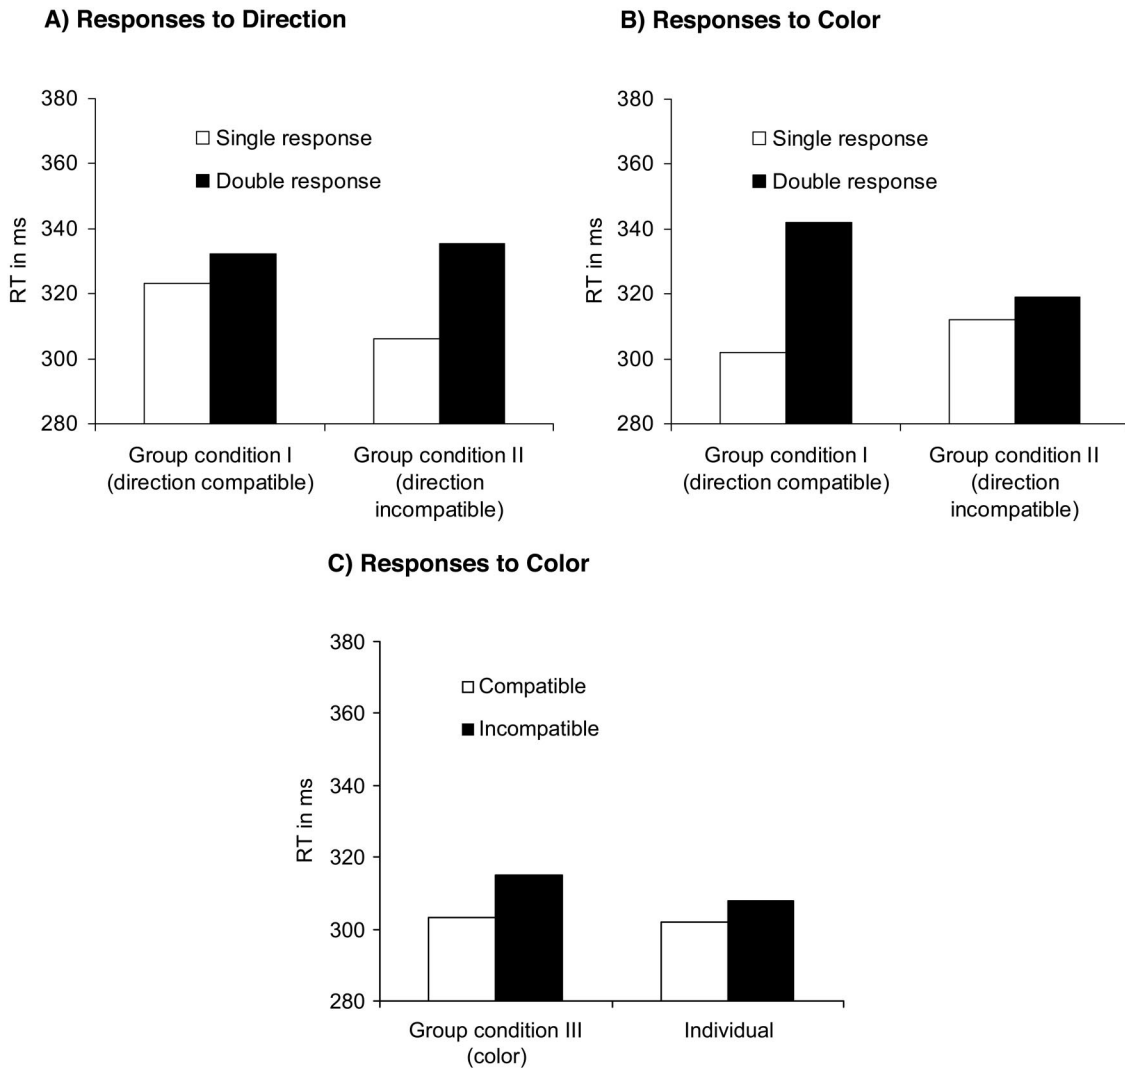 A) Responses to Direction
380
360
340
320
300
280
RT in ms
Single response
Double response
Group condition I
(direction compatible)
Group condition II
(direction
incompatible)
B) Responses to Color
380
360
340
320
300
280
RT in ms
Single response
Double response
Group condition I
(direction compatible)
Group condition II
(direction
incompatible)
C) Responses to Color
380
360
340
320
300
280
RT in ms
Compatible
Incompatible
Group condition III
(color)
Individual